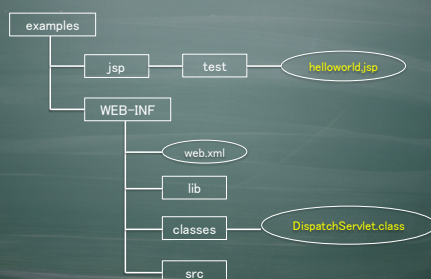 examples
jsp
test
helloworld.jsp
WEB-INF
web.xml
lib
classes
DispatchServlet.class
src